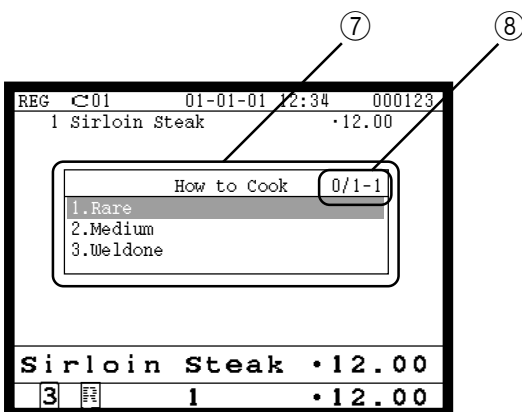 ⑦ ⑧
REG C01 01-01-01 12:34 000123
1 Sirloin Steak ·12.00
How to Cook 0/1-1
1.Rare
2.Medium
3.Weldone
Sirloin Steak ·12.00
3 R 1 ·12.00